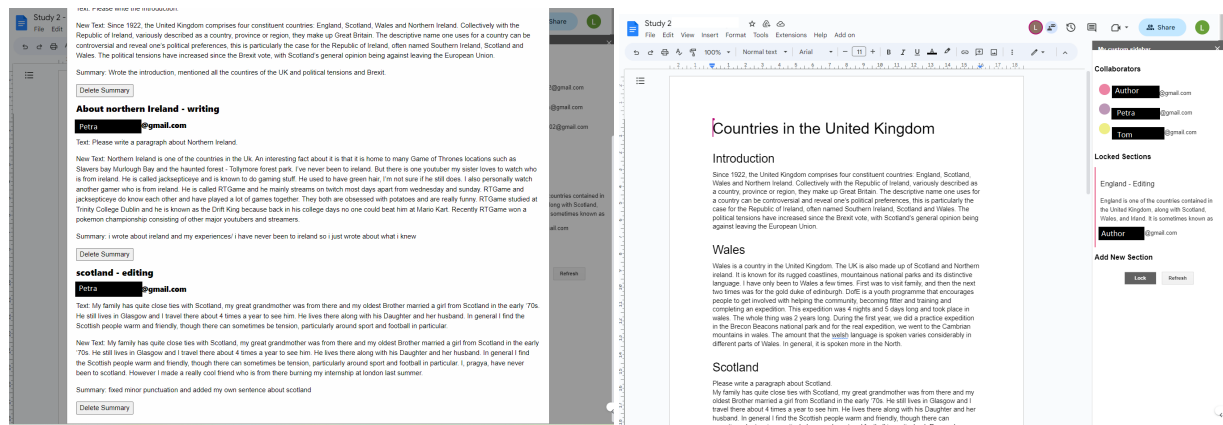 Text: Please write the introduction.
New Text: Since 1922, the United Kingdom comprises four constituent countries: England, Scotland, Wales and Northern Ireland. Collectively with the
Republic of Ireland, variously described as a country, province or region, they make up Great Britain. The descriptive name one uses for a country can be
controversial and reveal one's political preferences, this is particularly the case for the Republic of Ireland, often named Southern Ireland, Scotland and
Wales. The political tensions have increased since the Brexit vote, with Scotland's general opinion being against leaving the European Union.
Summary: Wrote the introduction, mentioned all the countires of the UK and political tensions and Brexit.
Delete Summary
About northern Ireland - writing
Petra @gmail.com
Text: Please write a paragraph about Northern Ireland.
New Text: Northern Ireland is one of the countries in the Uk. An interesting fact about it is that it is home to many Game of Thrones locations such as
Slavers bay Murlough Bay and the haunted forest - Tollymore forest park. I've never been to ireland. But there is one youtuber my sister loves to watch who
is from ireland. He is called jacksepticeye and is known to do gaming stuff. He used to have green hair, I'm not sure if he still does. I also personally watch
another gamer who is from ireland. He is called RTGame and he mainly streams on twitch most days apart from wednesday and sunday. RTGame and
jacksepticeye do know each other and have played a lot of games together. They both are obsessed with potatoes and are really funny. RTGame studied at
Trinity College Dublin and he is known as the Drift King because back in his college days no one could beat him at Mario Kart. Recently RTGame won a
pokemon championship consisting of other major youtubers and streamers.
Summary: i wrote about ireland and my experiences/ i have never been to ireland so i just wrote about what i knew
Delete Summary
scotland - editing
Petra @gmail.com
Text: My family has quite close ties with Scotland, my great grandmother was from there and my oldest Brother married a girl from Scotland in the early '70s.
He still lives in Glasgow and I travel there about 4 times a year to see him. He lives there along with his Daughter and her husband. In general I find the
Scottish people warm and friendly, though there can sometimes be tension, particularly around sport and football in particular.
New Text: My family has quite close ties with Scotland, my great grandmother was from there and my oldest Brother married a girl from Scotland in the early
'70s. He still lives in Glasgow and I travel there about 4 times a year to see him. He lives there along with his Daughter and her husband. In general I find
the Scottish people warm and friendly, though there can sometimes be tension, particularly around sport and football in particular. I, pragya, have never
been to scotland. However I made a really cool friend who is from there burning my internship at london last summer.
Summary: fixed minor punctuation and added my own sentence about scotland
Delete Summary
Study 2 -
File Edit
Share
L
@gmail.com
@gmail.com
02@gmail.com
ountries contained in
long with Scotland,
sometimes known as
ail.com
Refresh
Study 2
File Edit View Insert Format Tools Extensions Help Add-on
L
Share
L
100% Normal text Arial 11 B I U A
Countries in the United Kingdom
Introduction
Since 1922, the United Kingdom comprises four constituent countries: England, Scotland,
Wales and Northern Ireland. Collectively with the Republic of Ireland, variously described as
a country, province or region, they make up Great Britain. The descriptive name one uses for
a country can be controversial and reveal one's political preferences, this is particularly the
case for the Republic of Ireland, often named Southern Ireland, Scotland and Wales. The
political tensions have increased since the Brexit vote, with Scotland's general opinion being
against leaving the European Union.
Wales
Wales is a country in the United Kingdom. The UK is also made up of Scotland and Northern
ireland. It is known for its rugged coastlines, mountainous national parks and its distinctive
language. I have only been to Wales a few times. First was to visit family, and then the next
two times was for the gold duke of edinburgh. DofE is a youth programme that encourages
people to get involved with helping the community, becoming fitter and training and
completing an expedition. This expedition was 4 nights and 5 days long and took place in
wales. The whole thing was 2 years long. During the first year, we did a practice expedition
in the Brecon Beacons national park and for the real expedition, we went to the Cambrian
mountains in wales. The amount that the welsh language is spoken varies considerably in
different parts of Wales. In general, it is spoken more in the North.
Scotland
Please write a paragraph about Scotland.
My family has quite close ties with Scotland, my great grandmother was from there and my
oldest Brother married a girl from Scotland in the early '70s. He still lives in Glasgow and I
travel there about 4 times a year to see him. He lives there along with his Daughter and her
husband. In general I find the Scottish people warm and friendly, though there can
My custom sidebar
Collaborators
Author @gmail.com
Petra @gmail.com
Tom @gmail.com
Locked Sections
England - Editing
England is one of the countries contained in
the United Kingdom, along with Scotland,
Wales, and Irland. It is sometimes known as
Author @gmail.com
Add New Section
Lock Refresh